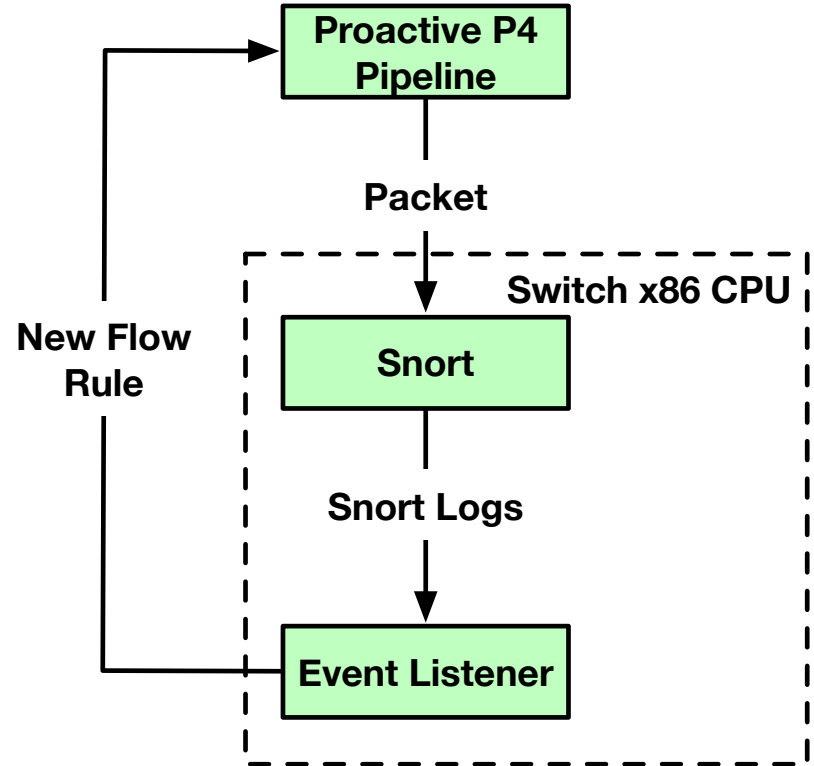 Proactive P4
Pipeline
Packet
Switch x86 CPU
Snort
New Flow
Rule
Snort Logs
Event Listener